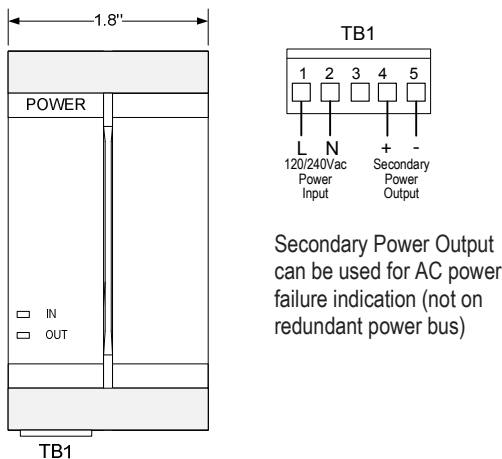 1.8"
POWER
IN
OUT
TB1
TB1
1 2 3 4 5
L N + -
120/240Vac Power Input
Secondary Power Output
Secondary Power Output
can be used for AC power
failure indication (not on
redundant power bus)